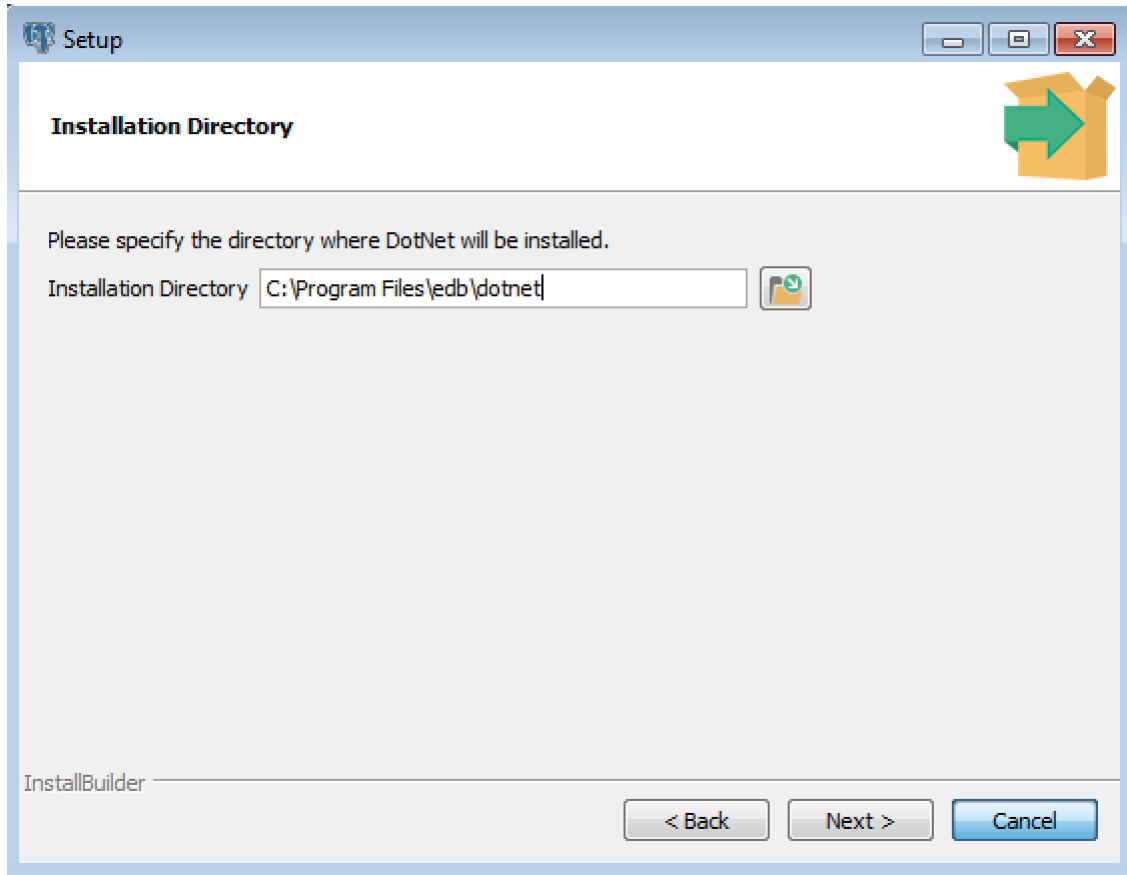 Setup
Installation Directory
Please specify the directory where DotNet will be installed.
Installation Directory C:\Program Files\edb\dotnet
InstallBuilder
< Back Next > Cancel